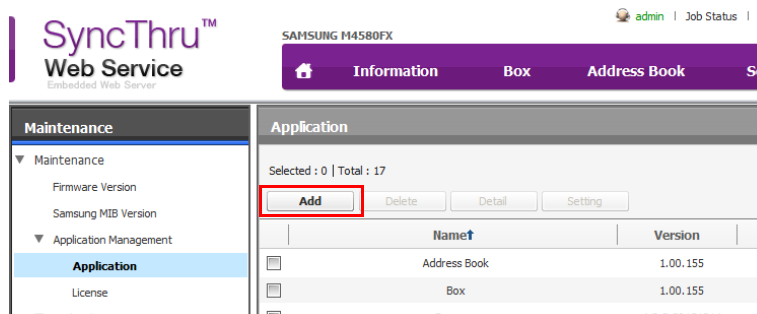 admin | Job Status |
SyncThru™
Web Service
Embedded Web Server
SAMSUNG M4580FX
Information Box Address Book
Maintenance
Maintenance
Firmware Version
Samsung MIB Version
Application Management
Application
License
Application
Selected : 0 | Total : 17
Add Delete Detail Setting
Name Version
Address Book 1.00.155
Box 1.00.155